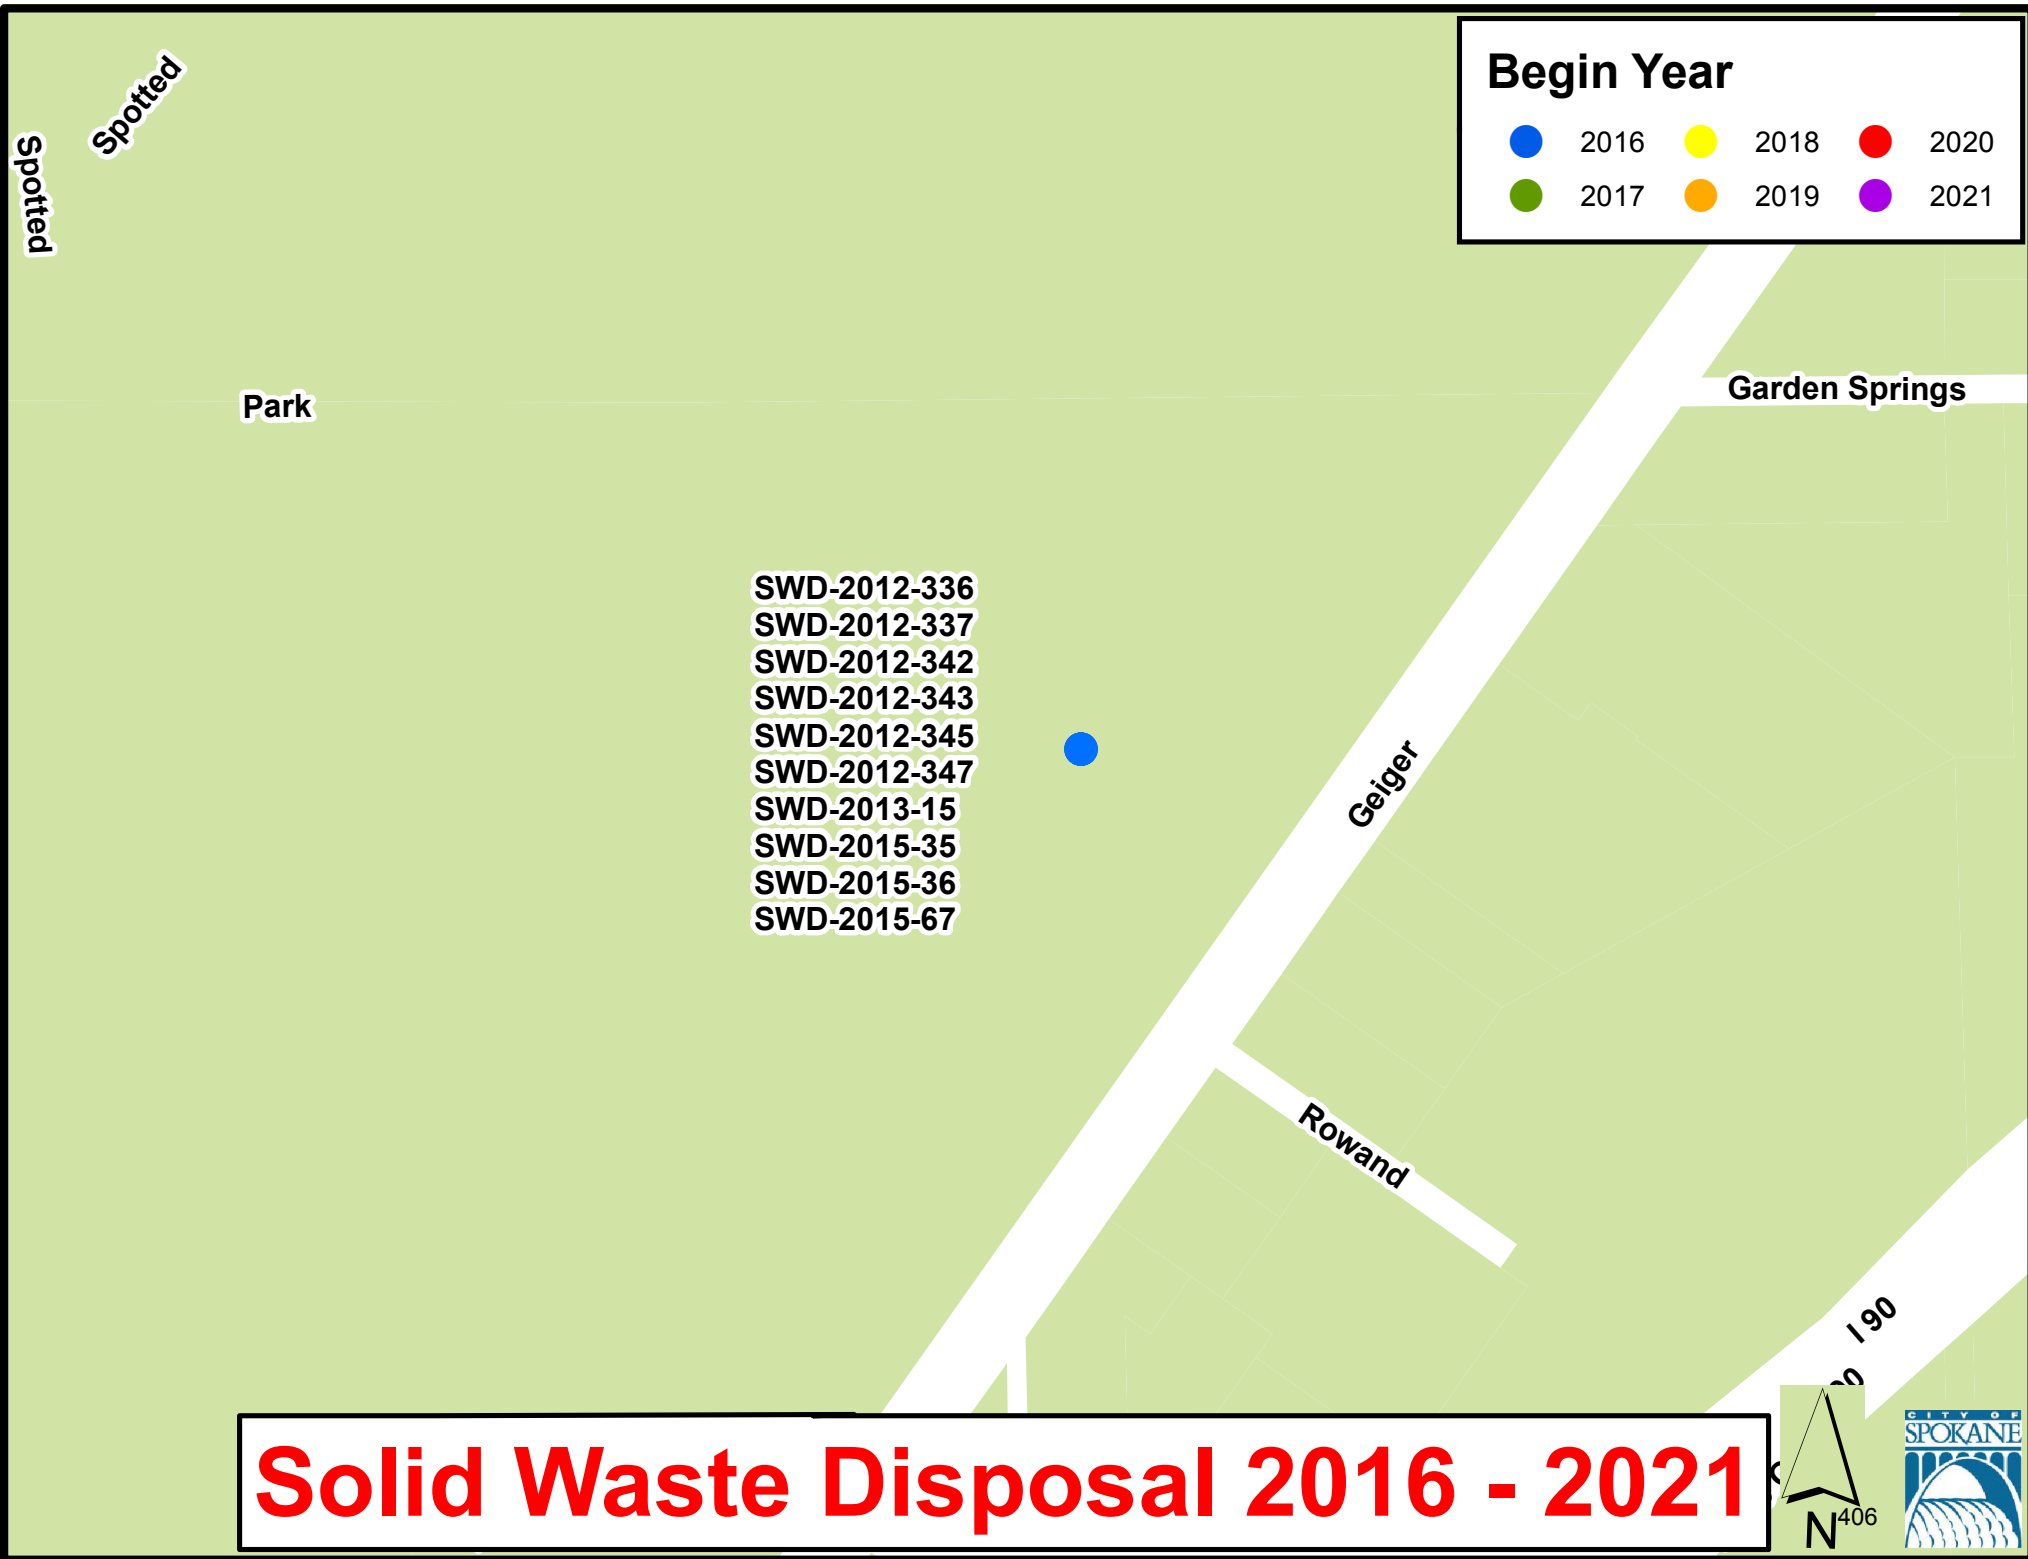 Begin Year
2016 2018 2020
2017 2019 2021
Spotted
Spotted
Park
Garden Springs
SWD-2012-336
SWD-2012-337
SWD-2012-342
SWD-2012-343
SWD-2012-345
SWD-2012-347
SWD-2013-15
SWD-2015-35
SWD-2015-36
SWD-2015-67
Geiger
Rowand
I 90
Solid Waste Disposal 2016 - 2021
N
406
CITY OF
SPOKANE